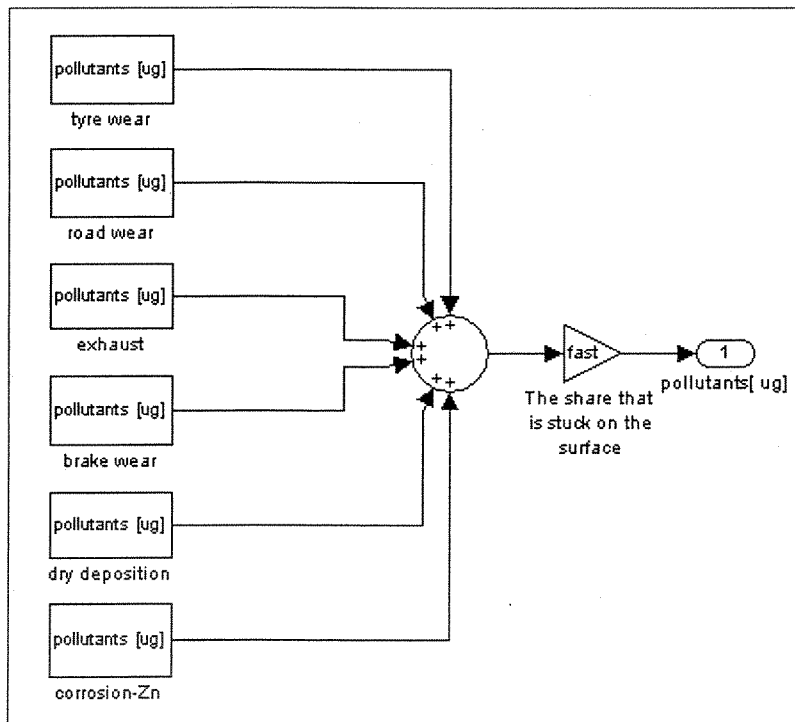 pollutants [ug]
tyre wear
pollutants [ug]
road wear
pollutants [ug]
exhaust
pollutants [ug]
brake wear
pollutants [ug]
dry deposition
pollutants [ug]
corrosion-Zn
+ +
+
+
+ +
fast
The share that
is stuck on the
surface
1
pollutants[ ug]